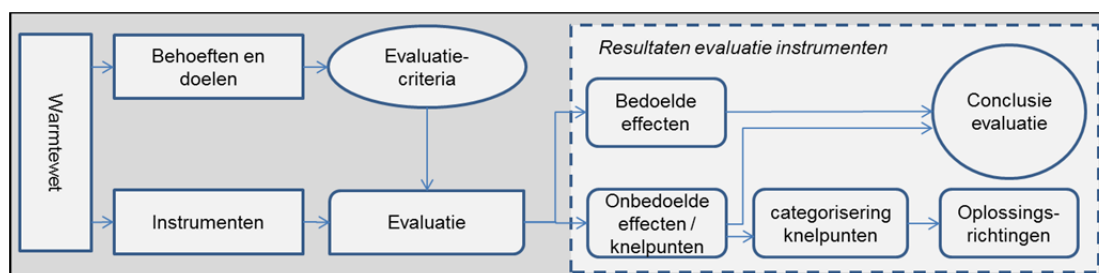 Warmtewet
Behoeften en
doelen
Evaluatie-
criteria
Instrumenten
Evaluatie
Resultaten evaluatie instrumenten
Bedoelde
effecten
Conclusie
evaluatie
Onbedoelde
effecten /
knelpunten
categorisering
knelpunten
Oplossings-
richtingen